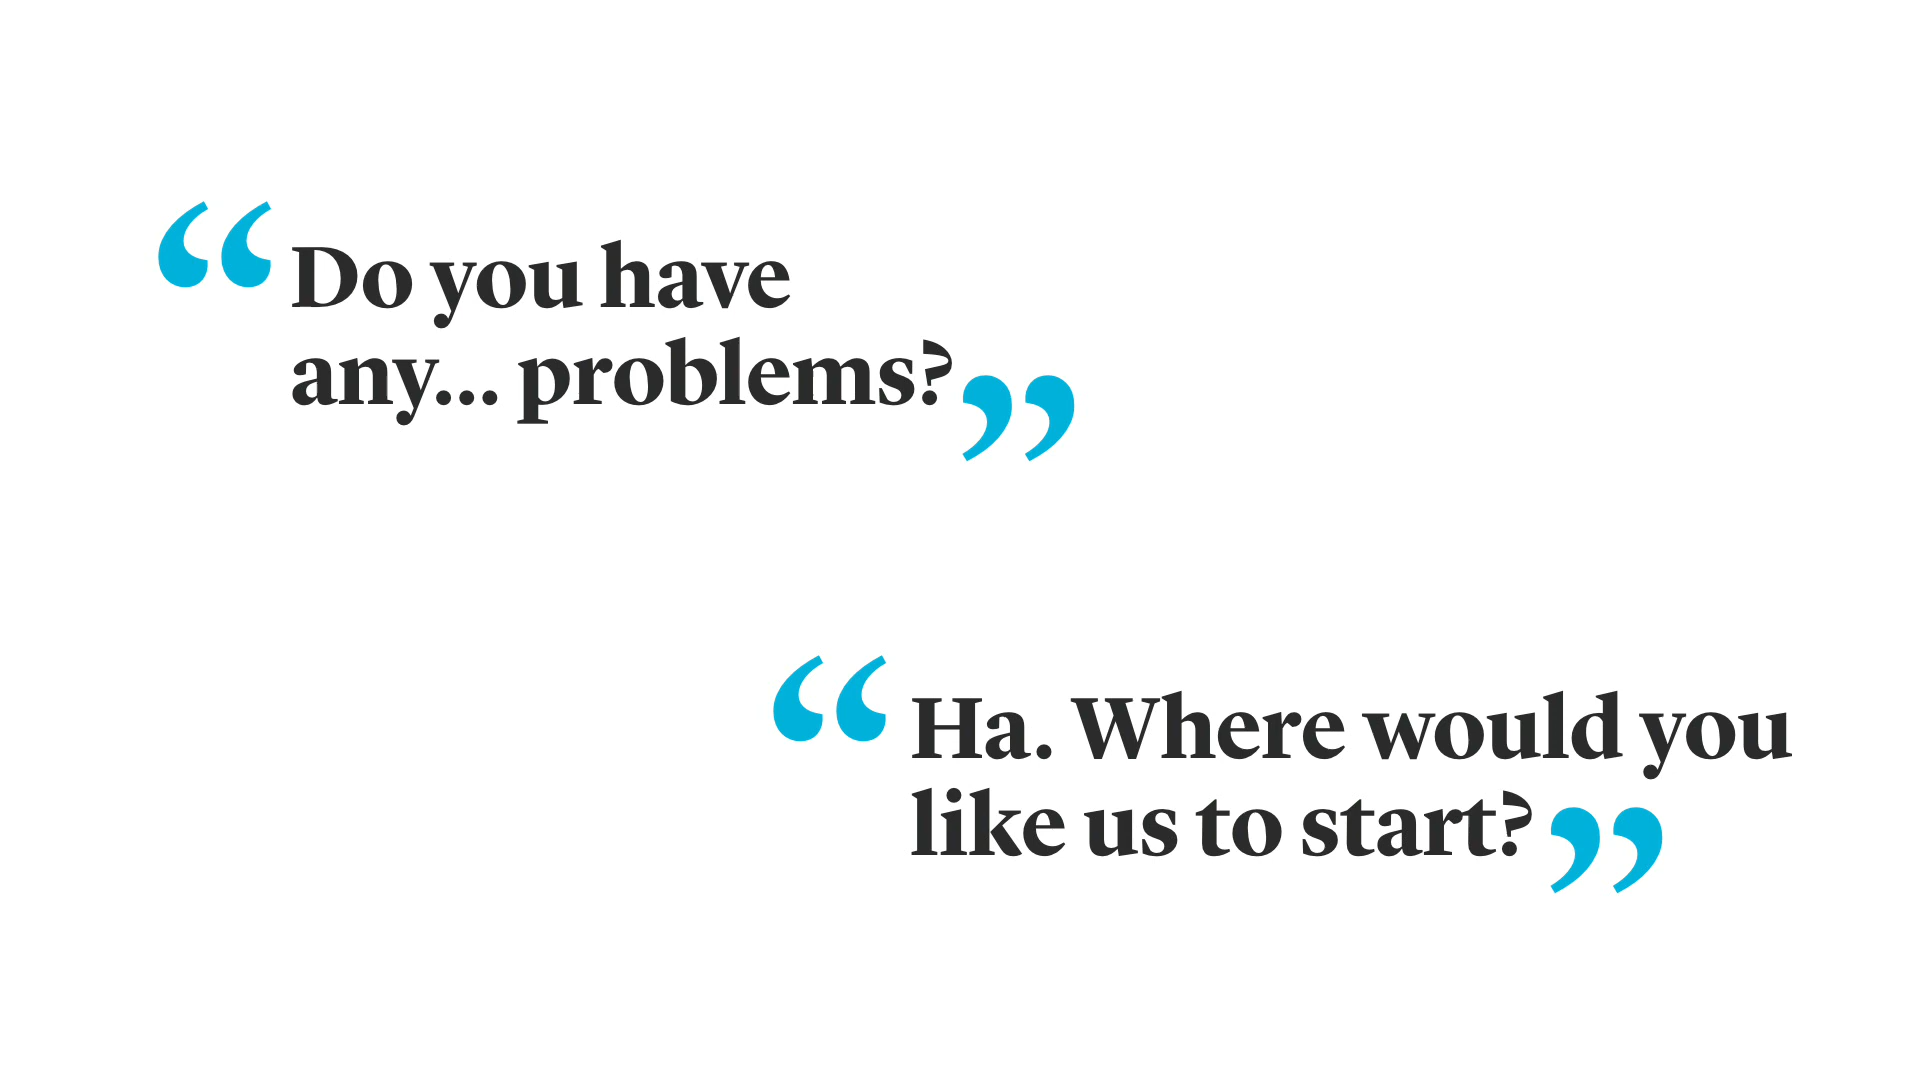 “Do you have
any... problems?”
“Ha. Where would you
like us to start?”